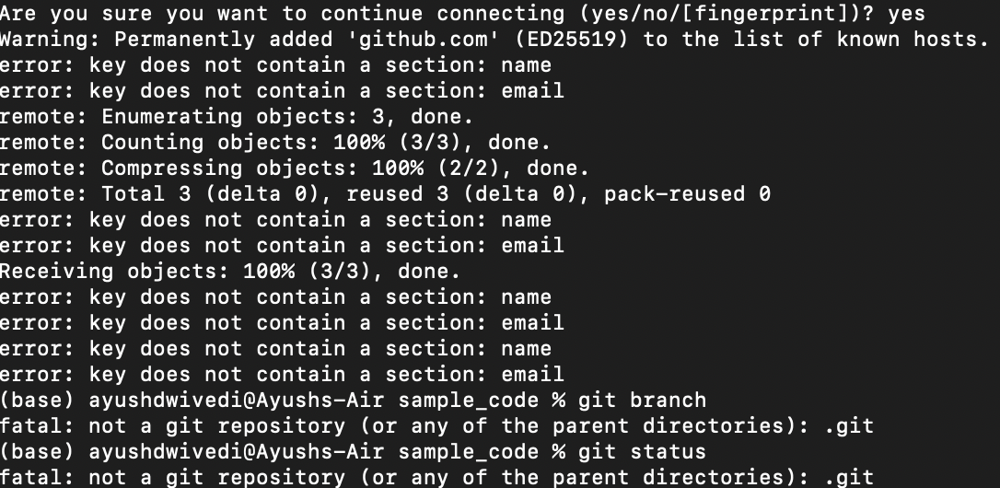 Are you sure you want to continue connecting (yes/no/[fingerprint])? yes
Warning: Permanently added 'github.com' (ED25519) to the list of known hosts.
error: key does not contain a section: name
error: key does not contain a section: email
remote: Enumerating objects: 3, done.
remote: Counting objects: 100% (3/3), done.
remote: Compressing objects: 100% (2/2), done.
remote: Total 3 (delta 0), reused 3 (delta 0), pack-reused 0
error: key does not contain a section: name
error: key does not contain a section: email
Receiving objects: 100% (3/3), done.
error: key does not contain a section: name
error: key does not contain a section: email
error: key does not contain a section: name
error: key does not contain a section: email
(base) ayushdwivedi@Ayushs-Air sample_code % git branch
fatal: not a git repository (or any of the parent directories): .git
(base) ayushdwivedi@Ayushs-Air sample_code % git status
fatal: not a git repository (or any of the parent directories): .git